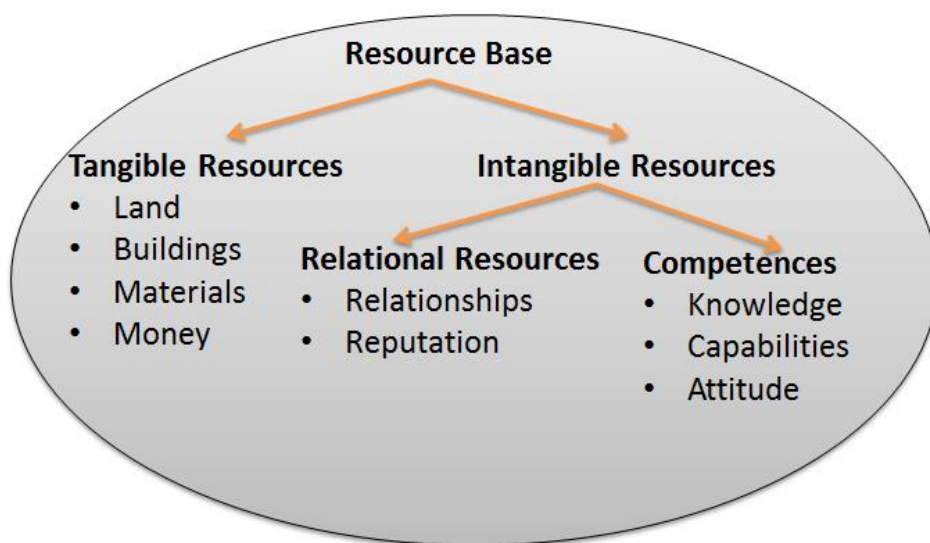 Resource Base
Tangible Resources
• Land
• Buildings
• Materials
• Money
Intangible Resources
Relational Resources
• Relationships
• Reputation
Competences
• Knowledge
• Capabilities
• Attitude